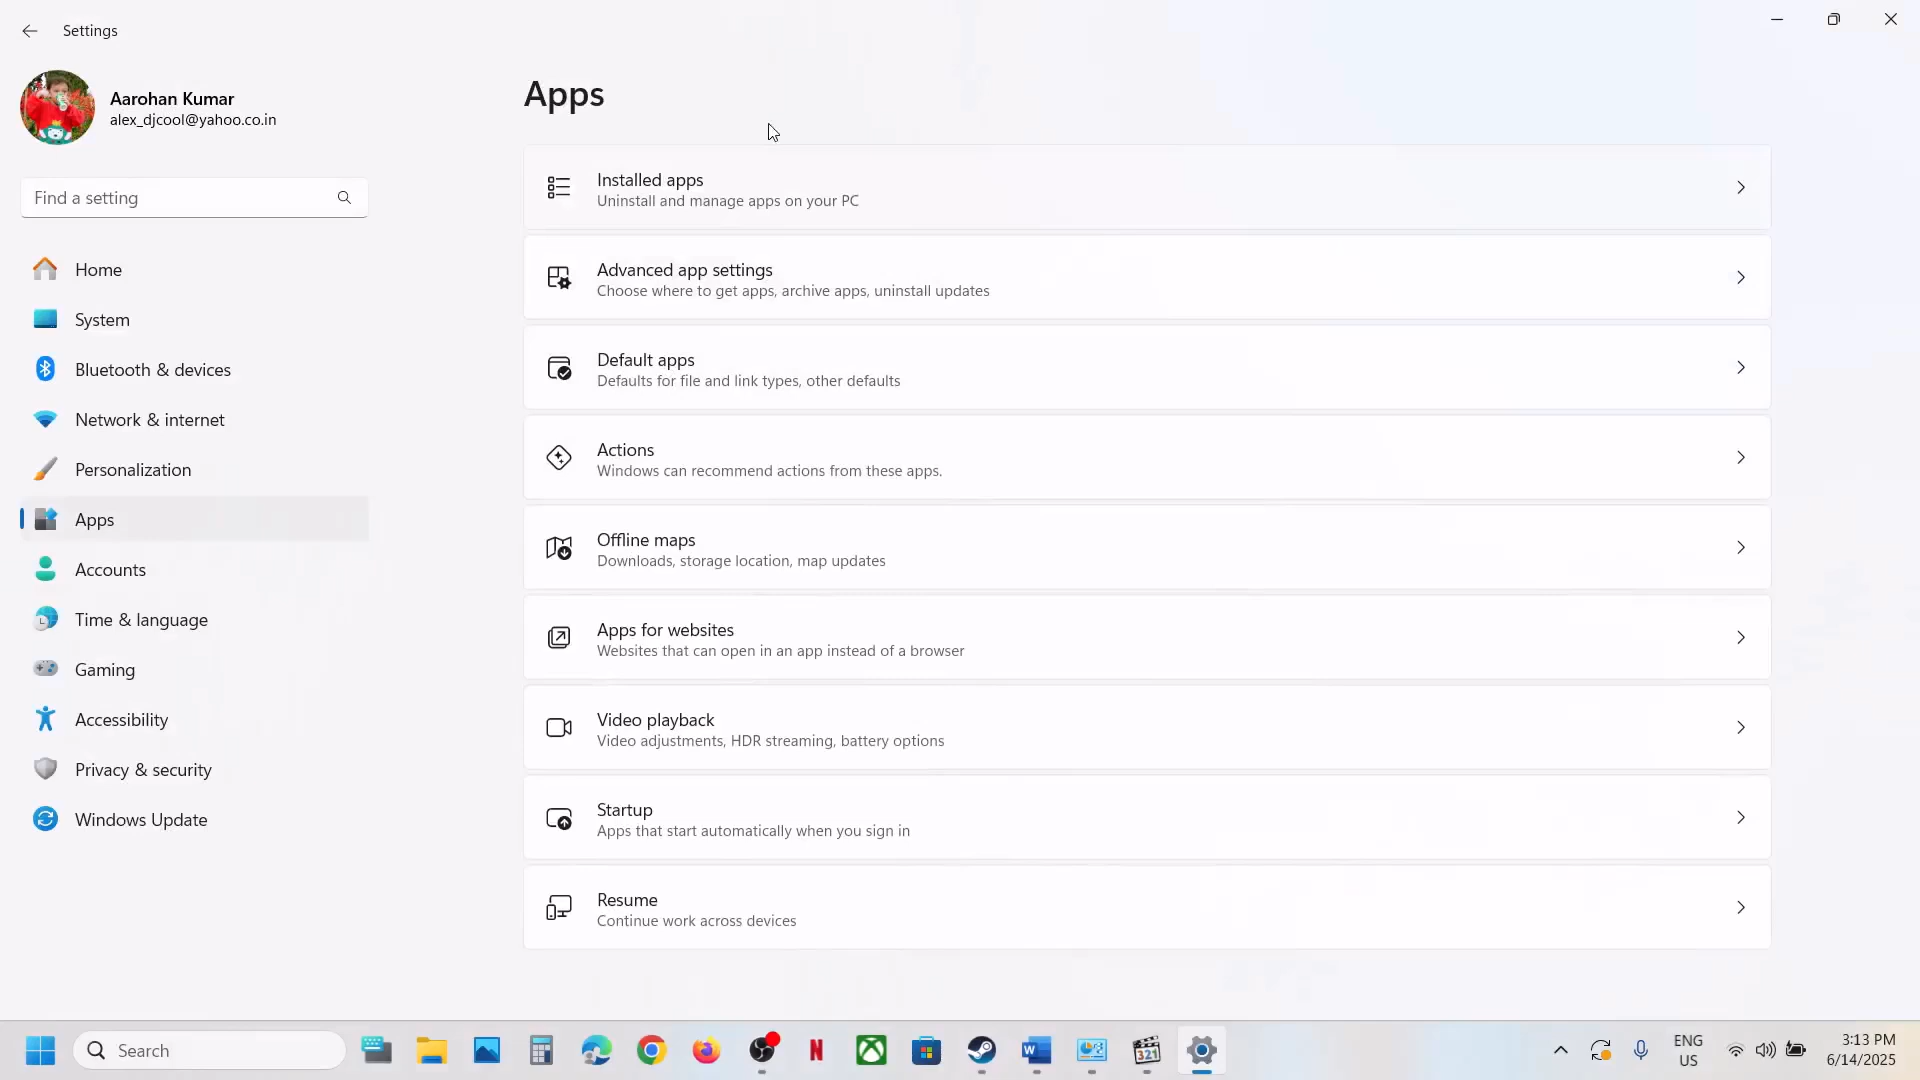 Settings
Aarohan Kumar
alex_djcool@yahoo.co.in
Find a setting
Home
System
Bluetooth & devices
Network & internet
Personalization
Apps
Accounts
Time & language
Gaming
Accessibility
Privacy & security
Windows Update
Apps
Installed apps
Uninstall and manage apps on your PC
Advanced app settings
Choose where to get apps, archive apps, uninstall updates
Default apps
Defaults for file and link types, other defaults
Actions
Windows can recommend actions from these apps.
Offline maps
Downloads, storage location, map updates
Apps for websites
Websites that can open in an app instead of a browser
Video playback
Video adjustments, HDR streaming, battery options
Startup
Apps that start automatically when you sign in
Resume
Continue work across devices
Search
N
W
321
ENG
US
3:13 PM
6/14/2025